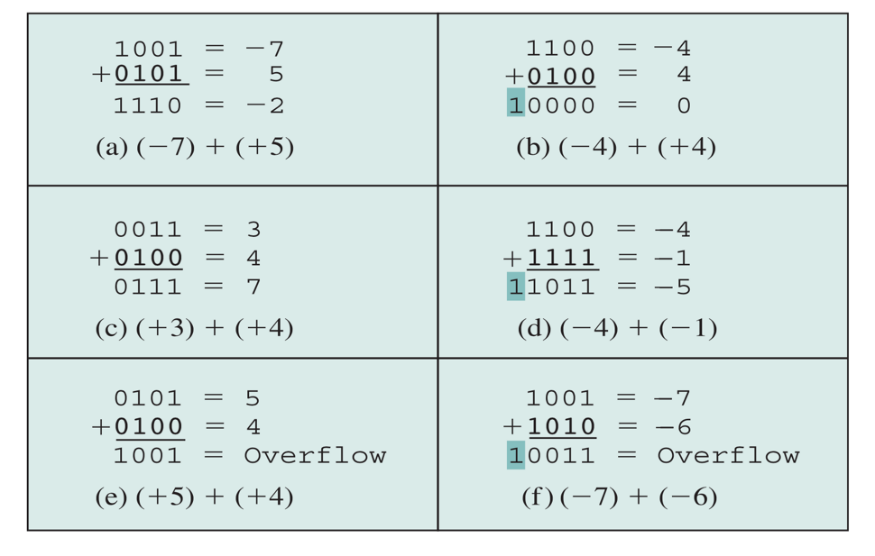 1001 = −7
+0101 = 5
1110 = −2
(a) (−7) + (+5)
1100 = −4
+0100 = 4
10000 = 0
(b) (−4) + (+4)
0011 = 3
+0100 = 4
0111 = 7
(c) (+3) + (+4)
1100 = −4
+1111 = −1
11011 = −5
(d) (−4) + (−1)
0101 = 5
+0100 = 4
1001 = Overflow
(e) (+5) + (+4)
1001 = −7
+1010 = −6
10011 = Overflow
(f) (−7) + (−6)